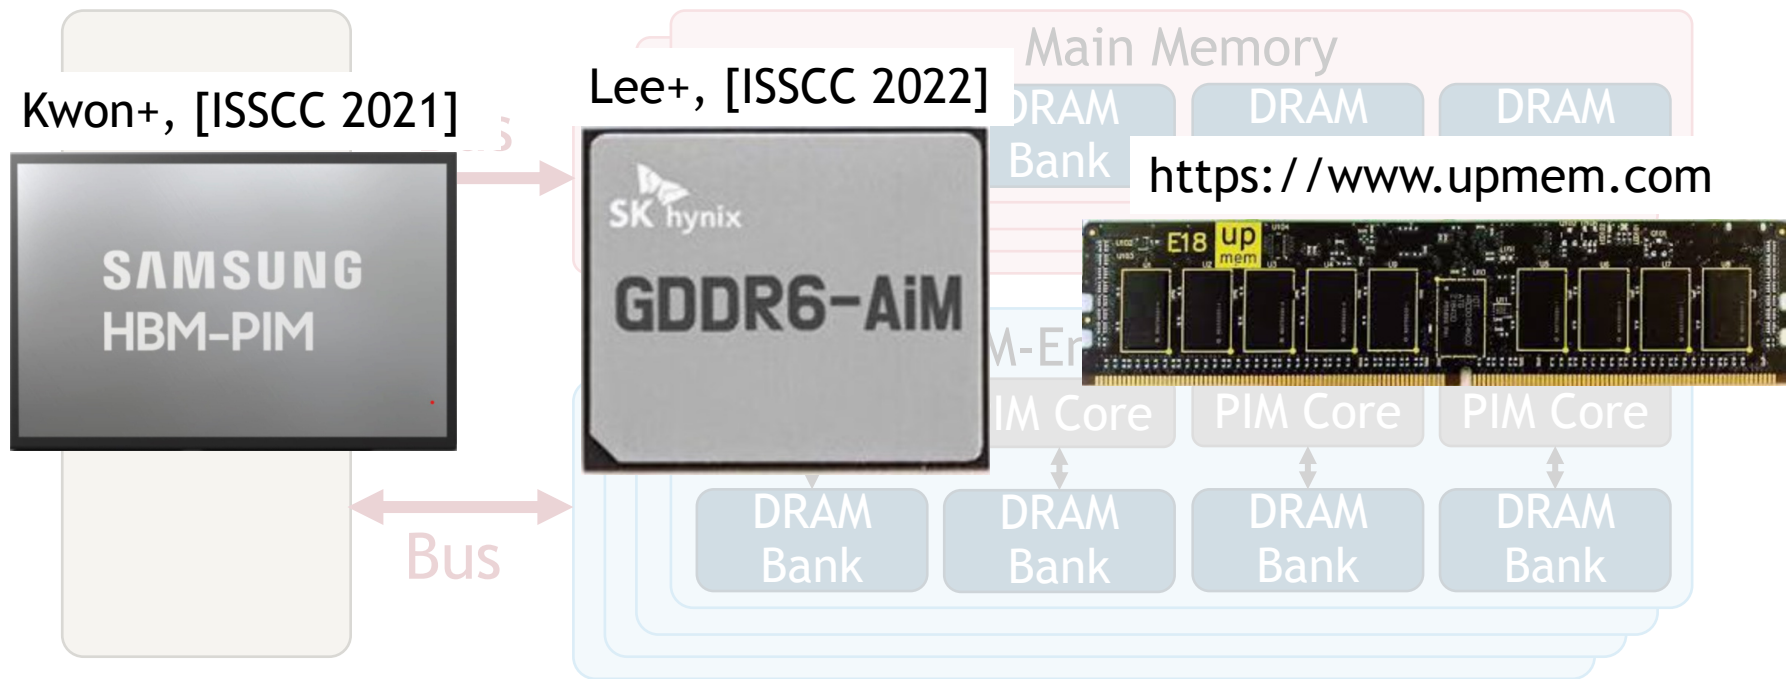 Main Memory
Kwon+, [ISSCC 2021]
Lee+, [ISSCC 2022]
https://www.upmem.com
DRAM
Bank
DRAM
DRAM
SAMSUNG
HBM-PIM
SK hynix
GDDR6-AiM
E18
up
mem
PIM Core
PIM Core
Bus
DRAM
Bank
DRAM
Bank
DRAM
Bank
DRAM
Bank